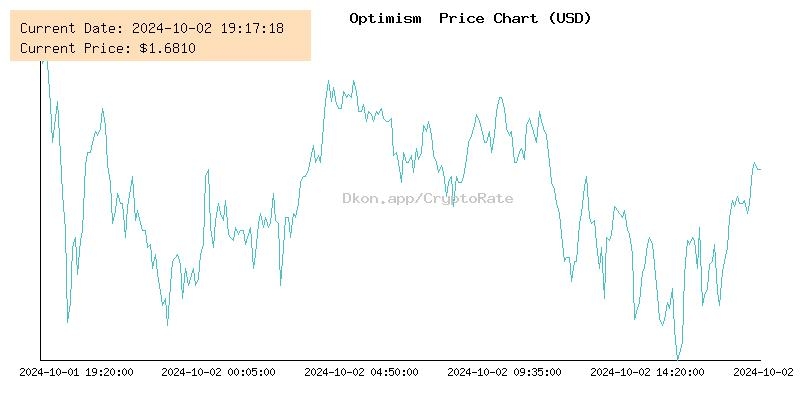 Optimism  Price Chart (USD)
Current Date: 2024-10-02 19:17:18
Current Price: $1.6810
Dkon.app/CryptoRate
2024-10-01 19:20:00 2024-10-02 00:05:00 2024-10-02 04:50:00 2024-10-02 09:35:00 2024-10-02 14:20:00 2024-10-02